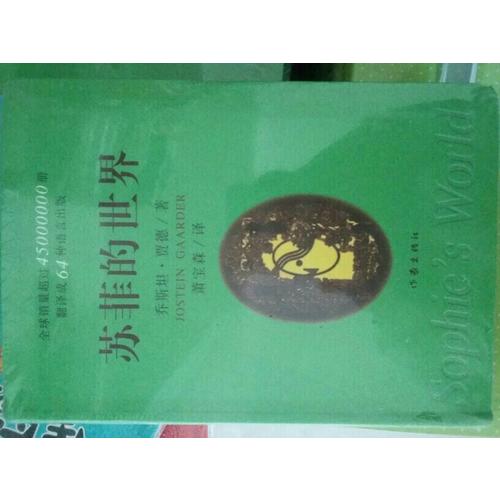 全球销量超过45000000册
翻译成64种语言出版
苏菲的世界
乔斯坦·贾德/著
JOSTEIN GAARDER
萧宝森/译
作家出版社
Sophie's World